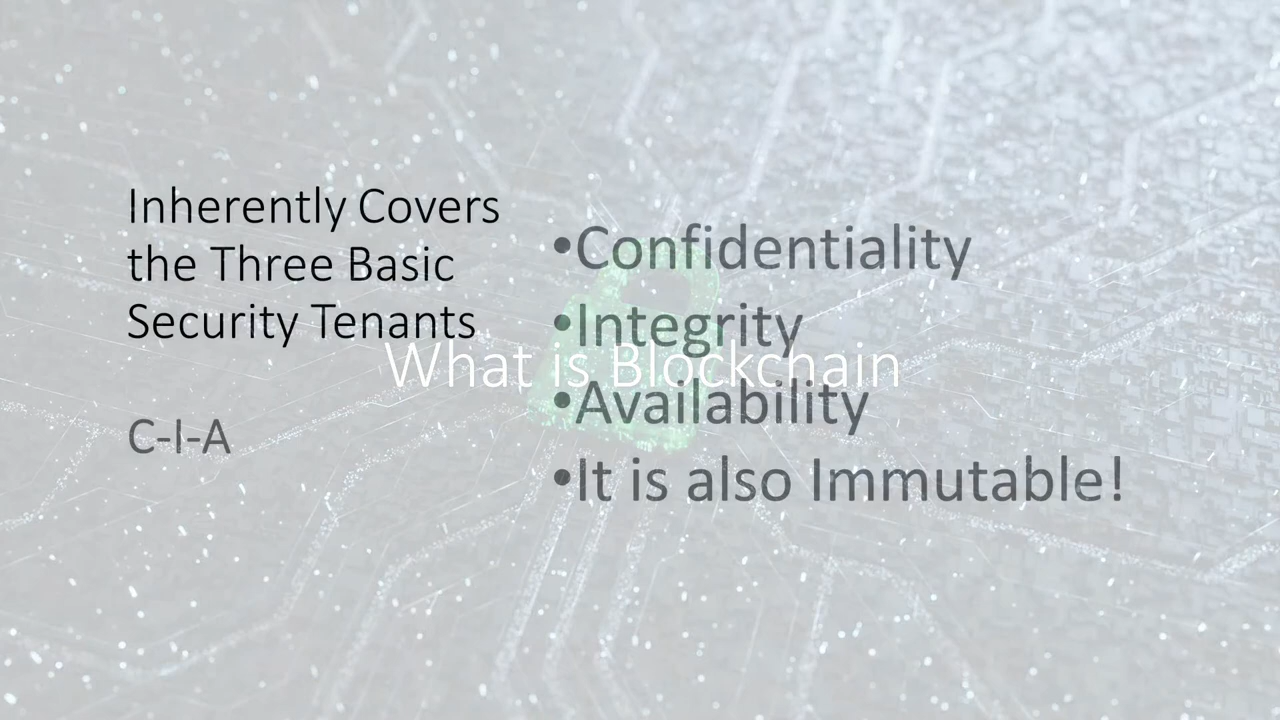 Inherently Covers
the Three Basic
Security Tenants
C-I-A
•Confidentiality
•Integrity
•Availability
•It is also Immutable!
What is Blockchain